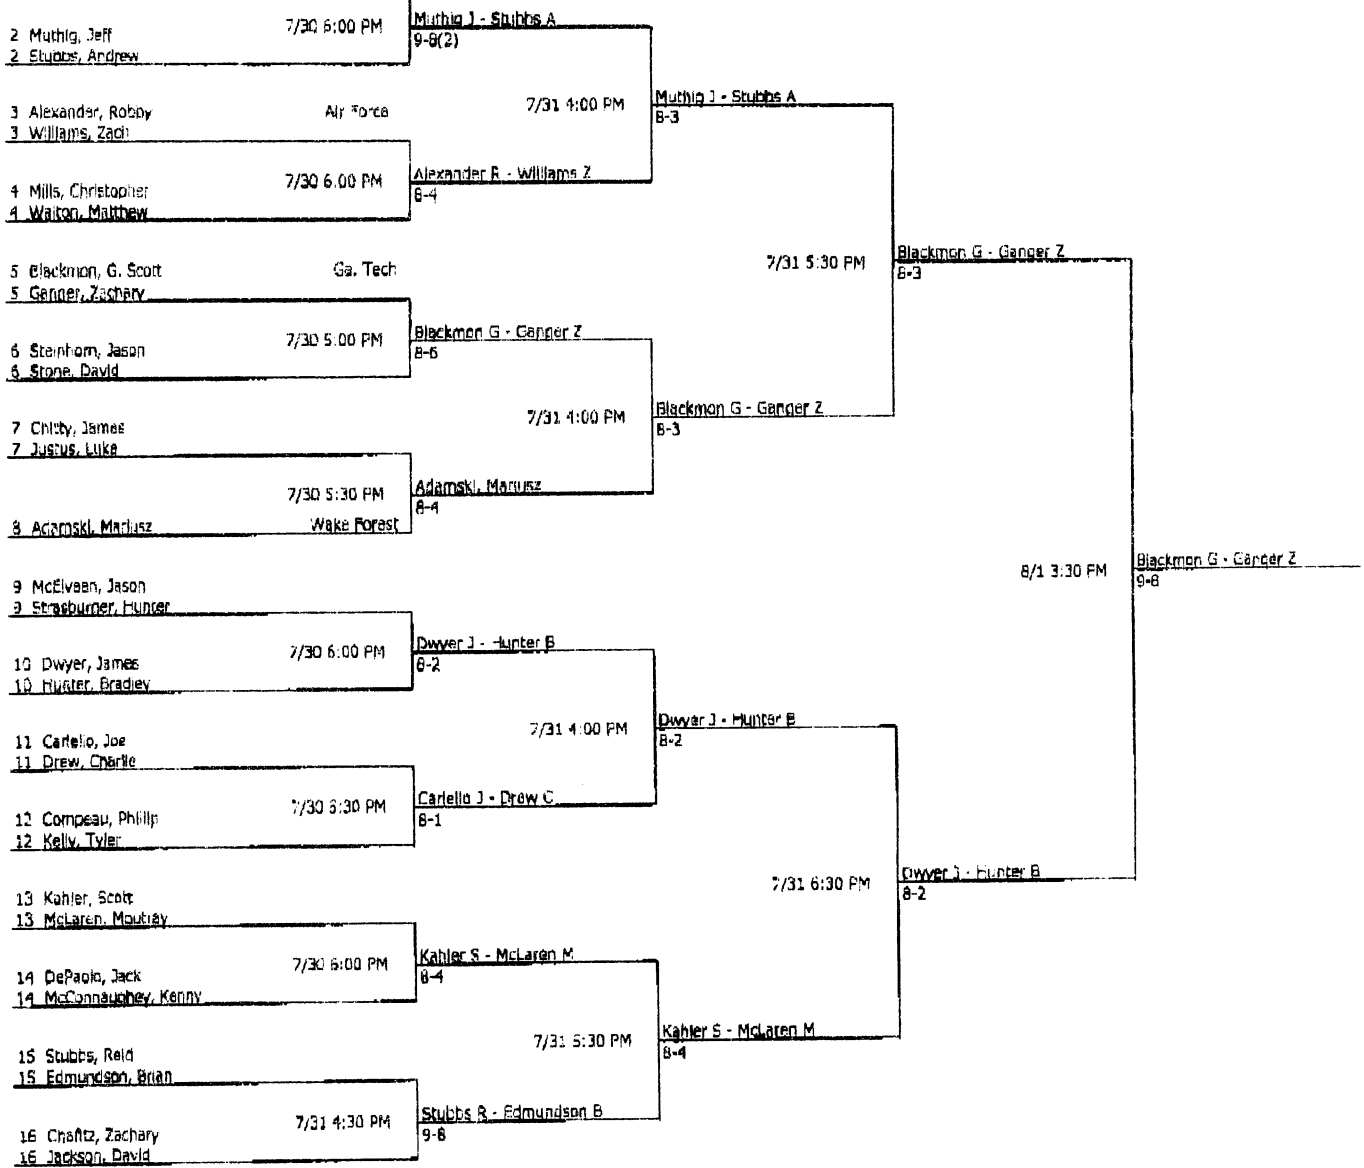 7/30 6:00 PM
Muthig J - Stubbs A
9-8(2)
2 Muthig, Jeff
2 Stubbs, Andrew
7/31 4:00 PM
Muthig J - Stubbs A
8-3
3 Alexander, Robby
Air Force
3 Williams, Zach
7/30 6:00 PM
Alexander R - Williams Z
8-4
4 Mills, Christopher
4 Walton, Matthew
7/31 5:30 PM
Blackmon G - Ganger Z
8-3
5 Blackmon, G. Scott
Ga. Tech
5 Ganger, Zachary
7/30 5:00 PM
Blackmon G - Ganger Z
8-6
6 Steinhorn, Jason
6 Stone, David
7/31 4:00 PM
Blackmon G - Ganger Z
8-3
7 Chitty, James
7 Justus, Luke
7/30 5:30 PM
Adamski, Mariusz
8-4
8 Adamski, Mariusz
Wake Forest
8/1 3:30 PM
Blackmon G - Ganger Z
9-8
9 McElveen, Jason
9 Strasburner, Hunter
7/30 6:00 PM
Dwyer J - Hunter B
8-2
10 Dwyer, James
10 Hunter, Bradley
7/31 4:00 PM
Dwyer J - Hunter B
8-2
11 Carlello, Joe
11 Drew, Charlie
7/30 6:30 PM
Carlello J - Drew C
8-1
12 Compeau, Phillip
12 Kelly, Tyler
7/31 6:30 PM
Dwyer J - Hunter B
8-2
13 Kahler, Scott
13 McLaren, Moutray
7/30 6:00 PM
Kahler S - McLaren M
8-4
14 DePaolo, Jack
14 McConnaughey, Kenny
7/31 5:30 PM
Kahler S - McLaren M
8-4
15 Stubbs, Reid
15 Edmundson, Brian
7/31 4:30 PM
Stubbs R - Edmundson B
9-8
16 Chafitz, Zachary
16 Jackson, David